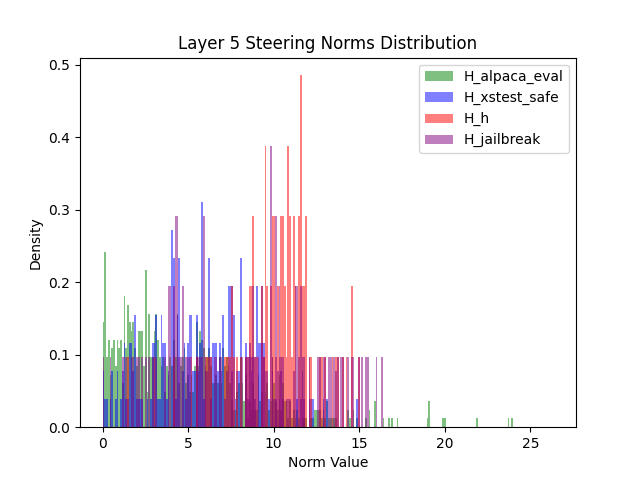 Layer 5 Steering Norms Distribution
0.5
0.4
0.3
0.2
0.1
0.0
Density
0
5
10
15
20
25
Norm Value
H_alpaca_eval
H_xstest_safe
H_h
H_jailbreak